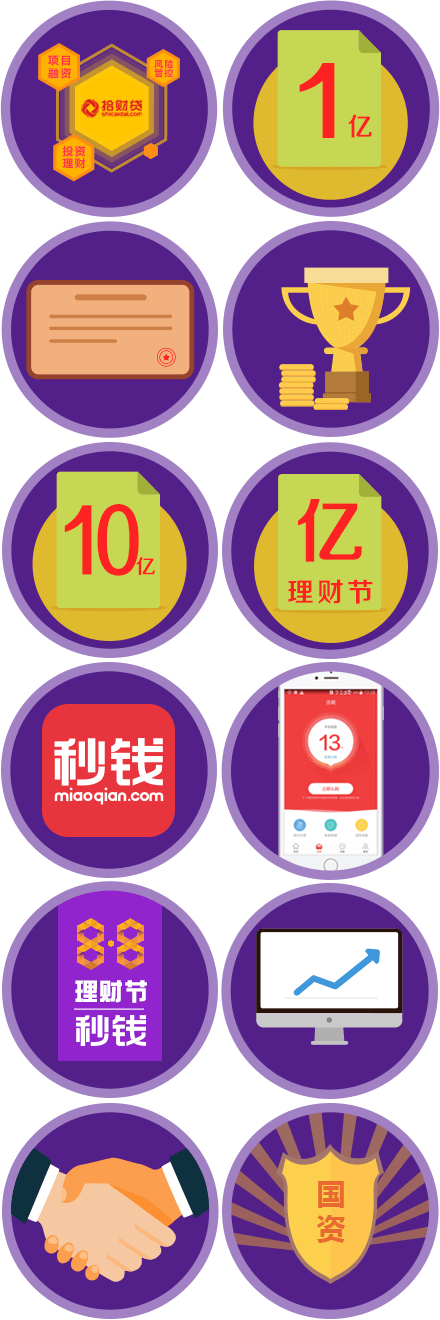 项目
融资
风险
管控
拾财贷
shicaidai.com
投资
理财
1亿
10亿
亿
理财节
秒钱
miaoqian.com
13
8·8
理财节
秒钱
国
资